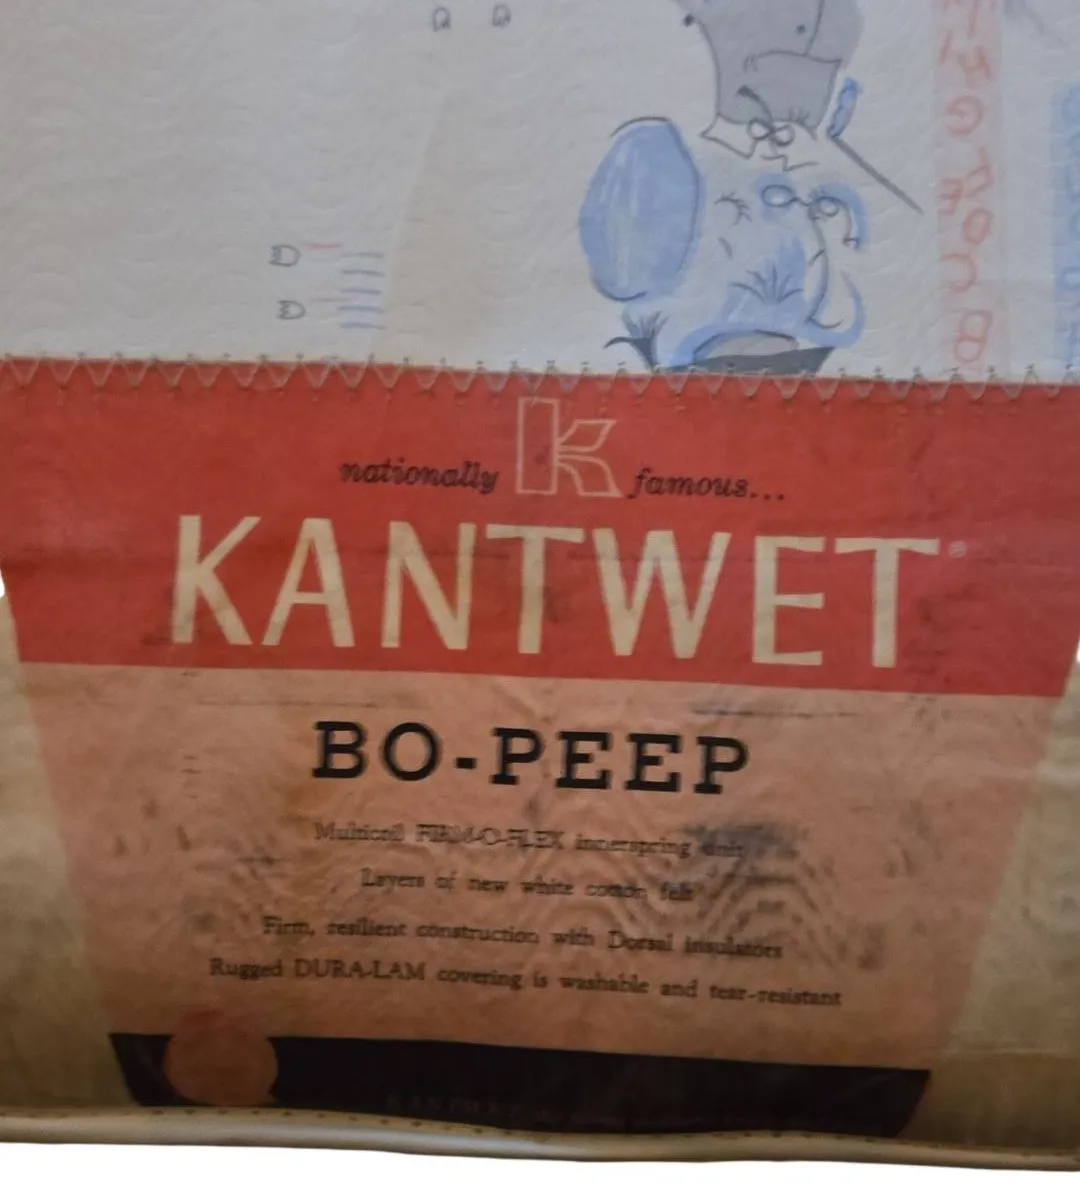 K
nationally famous...
KANTWET®
BO-PEEP
Multicoil FIRM-O-FLEX innerspring unit
Layers of new white cotton felt
Firm, resilient construction with Dorsal insulators
Rugged DURA-LAM covering is washable and tear-resistant
KANTWET